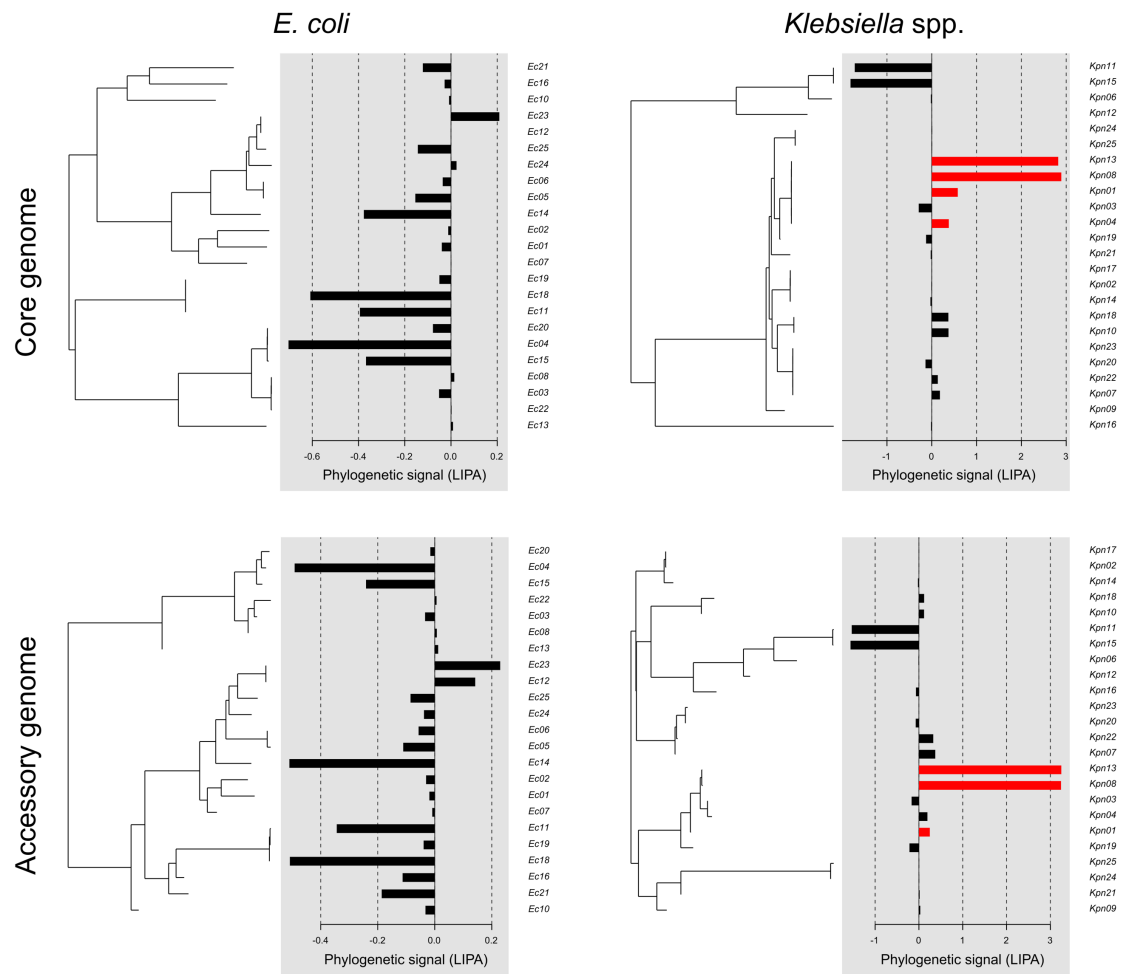 E. coli
Klebsiella spp.
Core genome
Ec21
Ec16
Ec10
Ec23
Ec12
Ec25
Ec24
Ec06
Ec05
Ec14
Ec02
Ec01
Ec07
Ec19
Ec18
Ec11
Ec20
Ec04
Ec15
Ec08
Ec03
Ec22
Ec13
-0.6 -0.4 -0.2 0.0 0.2
Phylogenetic signal (LIPA)
Kpn11
Kpn15
Kpn06
Kpn12
Kpn24
Kpn25
Kpn13
Kpn08
Kpn01
Kpn03
Kpn04
Kpn19
Kpn21
Kpn17
Kpn02
Kpn14
Kpn18
Kpn10
Kpn23
Kpn20
Kpn22
Kpn07
Kpn09
Kpn16
-1 0 1 2 3
Phylogenetic signal (LIPA)
Accessory genome
Ec20
Ec04
Ec15
Ec22
Ec03
Ec08
Ec13
Ec23
Ec12
Ec25
Ec24
Ec06
Ec05
Ec14
Ec02
Ec01
Ec07
Ec11
Ec19
Ec18
Ec16
Ec21
Ec10
-0.4 -0.2 0.0 0.2
Phylogenetic signal (LIPA)
Kpn17
Kpn02
Kpn14
Kpn18
Kpn10
Kpn11
Kpn15
Kpn06
Kpn12
Kpn16
Kpn23
Kpn20
Kpn22
Kpn07
Kpn13
Kpn08
Kpn03
Kpn04
Kpn01
Kpn19
Kpn25
Kpn24
Kpn21
Kpn09
-1 0 1 2 3
Phylogenetic signal (LIPA)